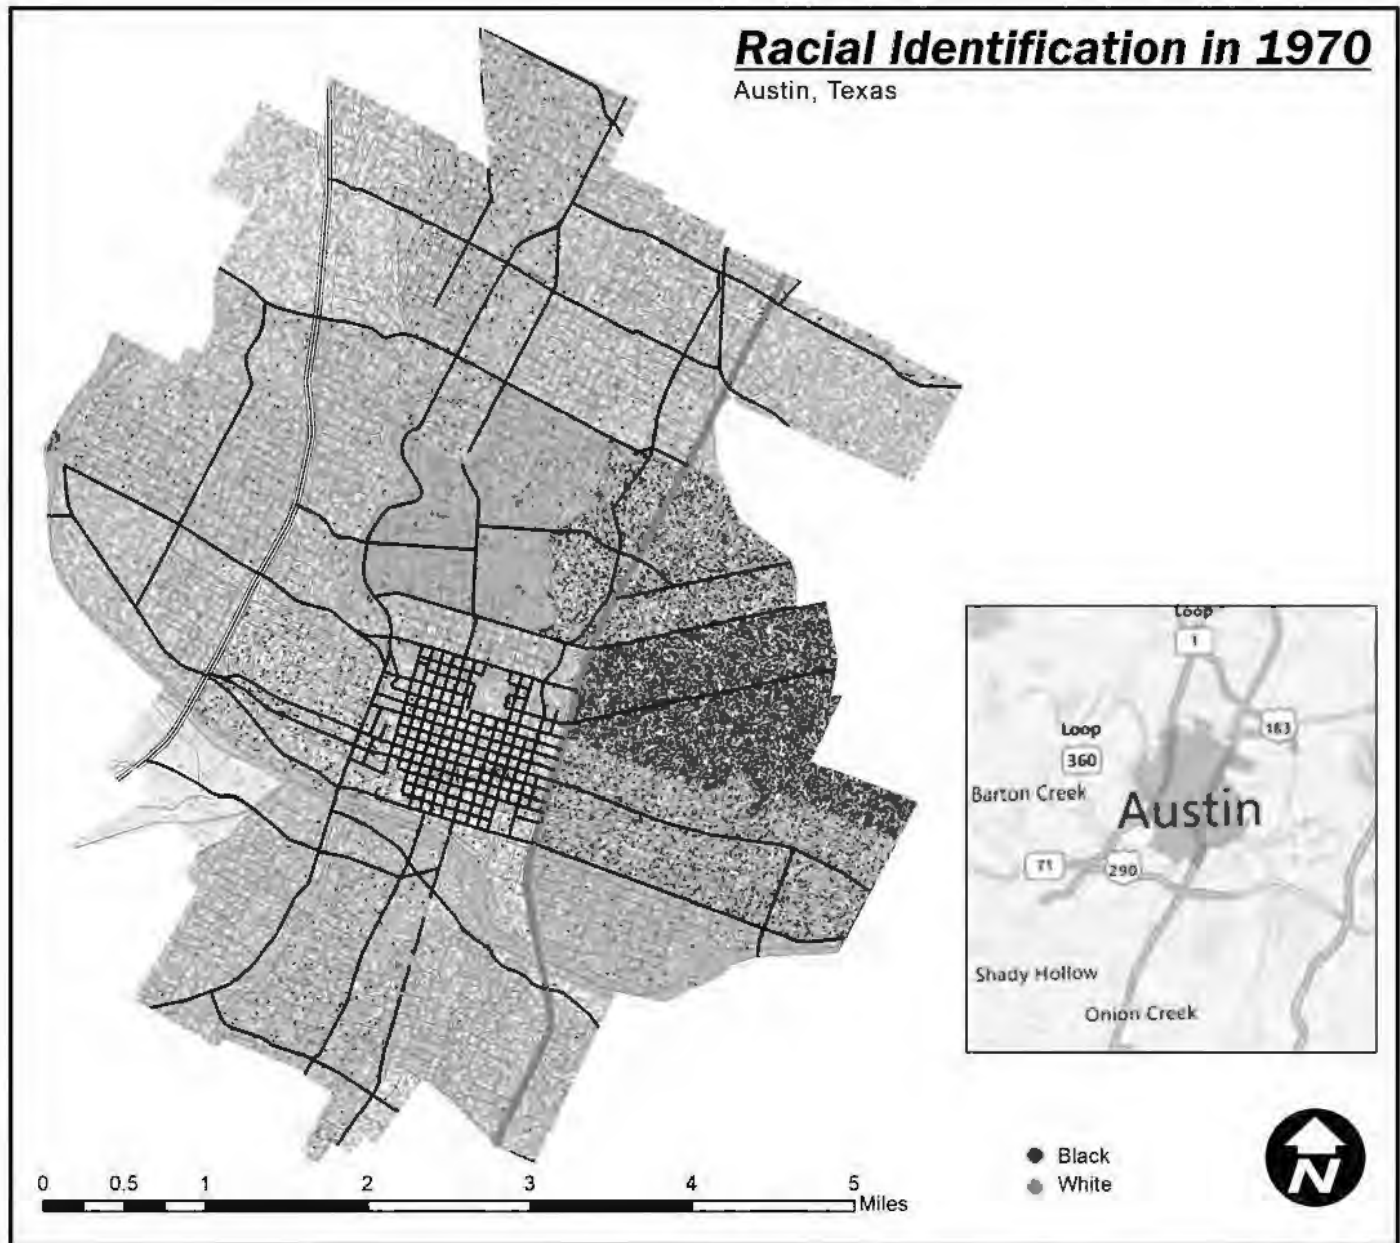 Racial Identification in 1970
Austin, Texas
Loop
1
183
Loop
360
Barton Creek
Austin
71
290
Shady Hollow
Onion Creek
Black
White
N
0 0.5 1 2 3 4 5
Miles